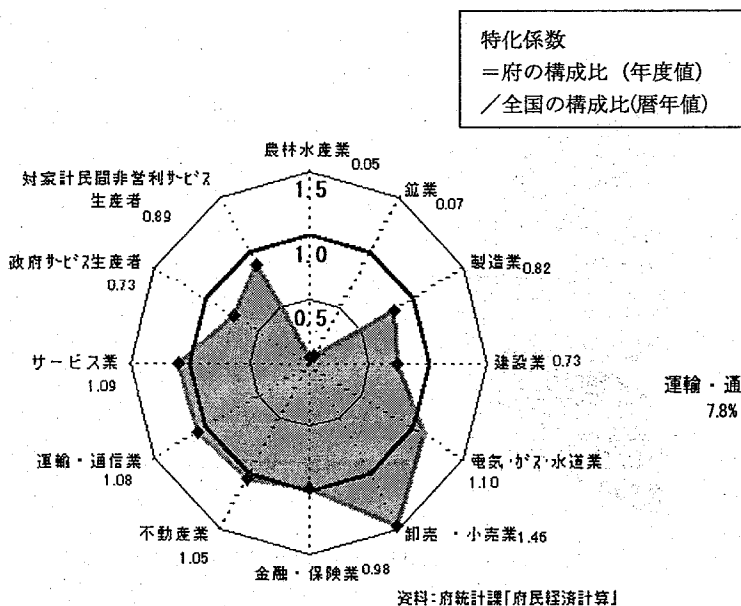 特化係数
＝府の構成比（年度値）
／全国の構成比(暦年値)
農林水産業
0.05
1.5
鉱業
0.07
対家計民間非営利サービス
生産者
0.89
1.0
製造業
0.82
政府サービス生産者
0.73
0.5
サービス業
1.09
建設業 0.73
運輸・通
7.8%
運輸・通信業
1.08
電気・ガス・水道業
1.10
不動産業
1.05
卸売・小売業1.46
金融・保険業0.98
資料：府統計課「府民経済計算」